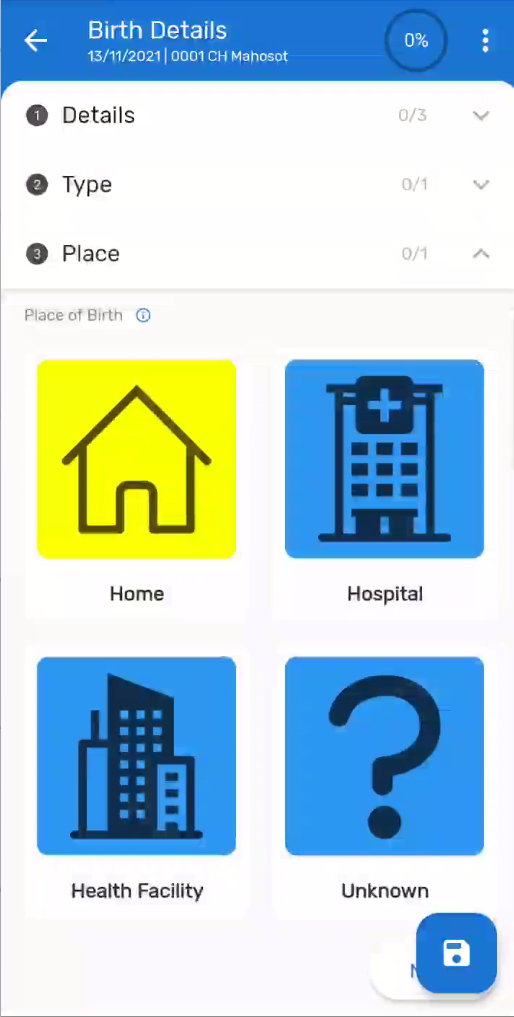 Birth Details
13/11/2021 | 0001 CH Mahosot
0%
1 Details 0/3
2 Type 0/1
3 Place 0/1
Place of Birth
Home
Hospital
Health Facility
Unknown